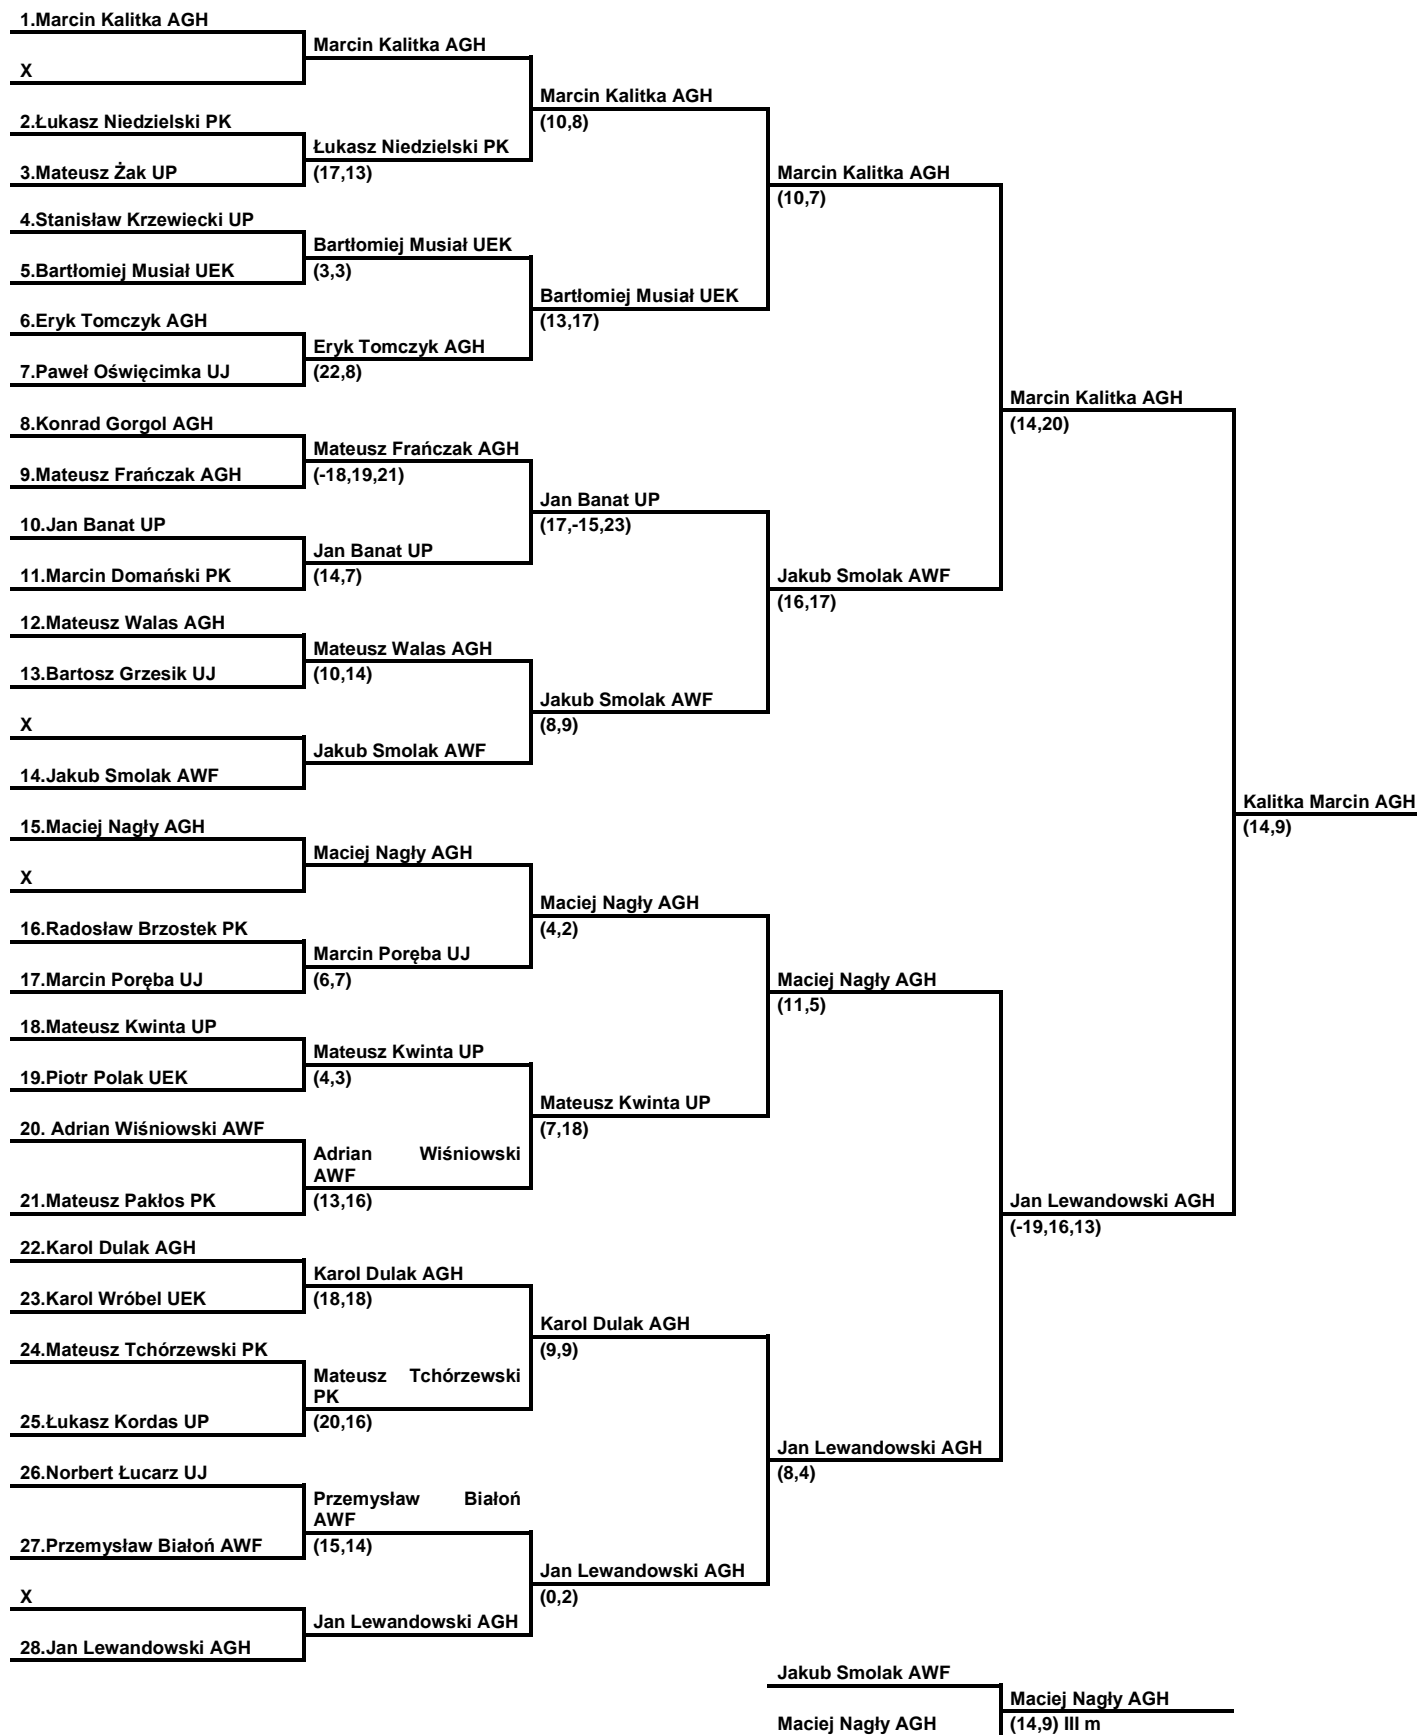 1.Marcin Kalitka AGH
Marcin Kalitka AGH
X
Marcin Kalitka AGH
(10,8)
2.Łukasz Niedzielski PK
Łukasz Niedzielski PK
(17,13)
3.Mateusz Żak UP
Marcin Kalitka AGH
(10,7)
4.Stanisław Krzewiecki UP
Bartłomiej Musiał UEK
(3,3)
5.Bartłomiej Musiał UEK
Bartłomiej Musiał UEK
(13,17)
6.Eryk Tomczyk AGH
Eryk Tomczyk AGH
(22,8)
7.Paweł Oświęcimka UJ
Marcin Kalitka AGH
(14,20)
8.Konrad Gorgol AGH
Mateusz Frańczak AGH
(-18,19,21)
9.Mateusz Frańczak AGH
Jan Banat UP
(17,-15,23)
10.Jan Banat UP
Jan Banat UP
(14,7)
11.Marcin Domański PK
Jakub Smolak AWF
(16,17)
12.Mateusz Walas AGH
Mateusz Walas AGH
(10,14)
13.Bartosz Grzesik UJ
Jakub Smolak AWF
(8,9)
X
Jakub Smolak AWF
14.Jakub Smolak AWF
Kalitka Marcin AGH
(14,9)
15.Maciej Nagły AGH
Maciej Nagły AGH
X
Maciej Nagły AGH
(4,2)
16.Radosław Brzostek PK
Marcin Poręba UJ
(6,7)
17.Marcin Poręba UJ
Maciej Nagły AGH
(11,5)
18.Mateusz Kwinta UP
Mateusz Kwinta UP
(4,3)
19.Piotr Polak UEK
Mateusz Kwinta UP
(7,18)
20. Adrian Wiśniowski AWF
Adrian Wiśniowski
AWF
(13,16)
21.Mateusz Pakłos PK
Jan Lewandowski AGH
(-19,16,13)
22.Karol Dulak AGH
Karol Dulak AGH
(18,18)
23.Karol Wróbel UEK
Karol Dulak AGH
(9,9)
24.Mateusz Tchórzewski PK
Mateusz Tchórzewski
PK
(20,16)
25.Łukasz Kordas UP
Jan Lewandowski AGH
(8,4)
26.Norbert Łucarz UJ
Przemysław Białoń
AWF
(15,14)
27.Przemysław Białoń AWF
Jan Lewandowski AGH
(0,2)
X
Jan Lewandowski AGH
28.Jan Lewandowski AGH
Jakub Smolak AWF
Maciej Nagły AGH
Maciej Nagły AGH
(14,9) III m